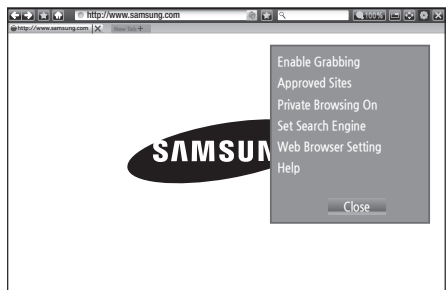 http://www.samsung.com
100%
http://www.samsung.com
New Tab
Enable Grabbing
Approved Sites
Private Browsing On
Set Search Engine
Web Browser Setting
Help
Close
SAMSUN